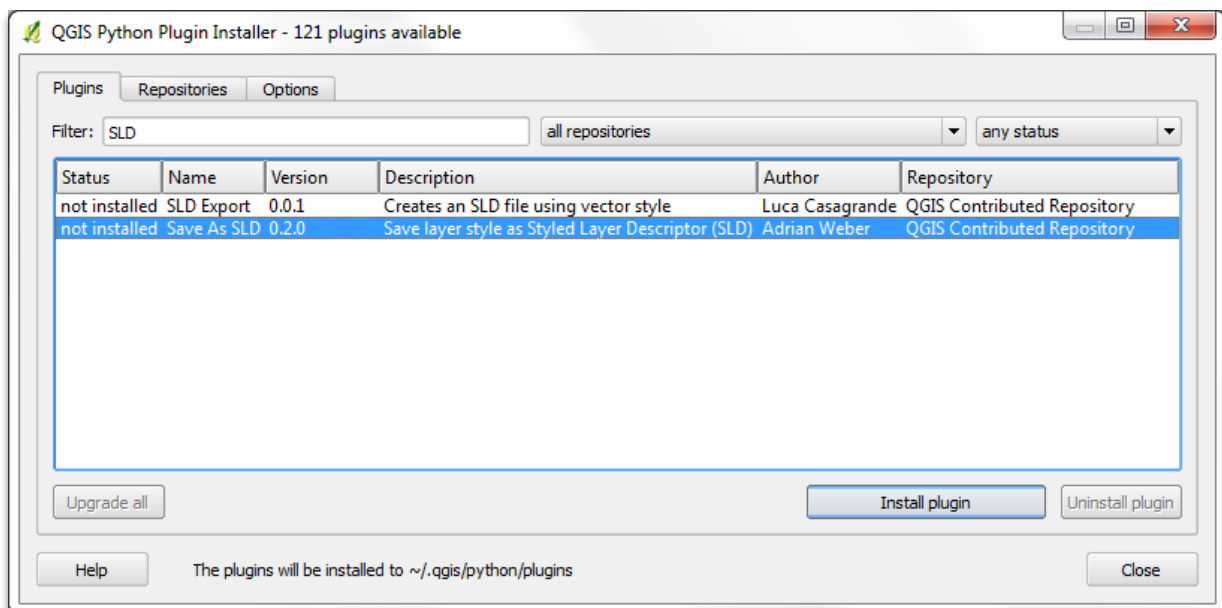 QGIS Python Plugin Installer - 121 plugins available
Plugins Repositories Options
Filter: SLD all repositories any status
Status Name Version Description Author Repository
not installed SLD Export 0.0.1 Creates an SLD file using vector style Luca Casagrande QGIS Contributed Repository
not installed Save As SLD 0.2.0 Save layer style as Styled Layer Descriptor (SLD) Adrian Weber QGIS Contributed Repository
Upgrade all Install plugin Uninstall plugin
Help The plugins will be installed to ~/.qgis/python/plugins Close